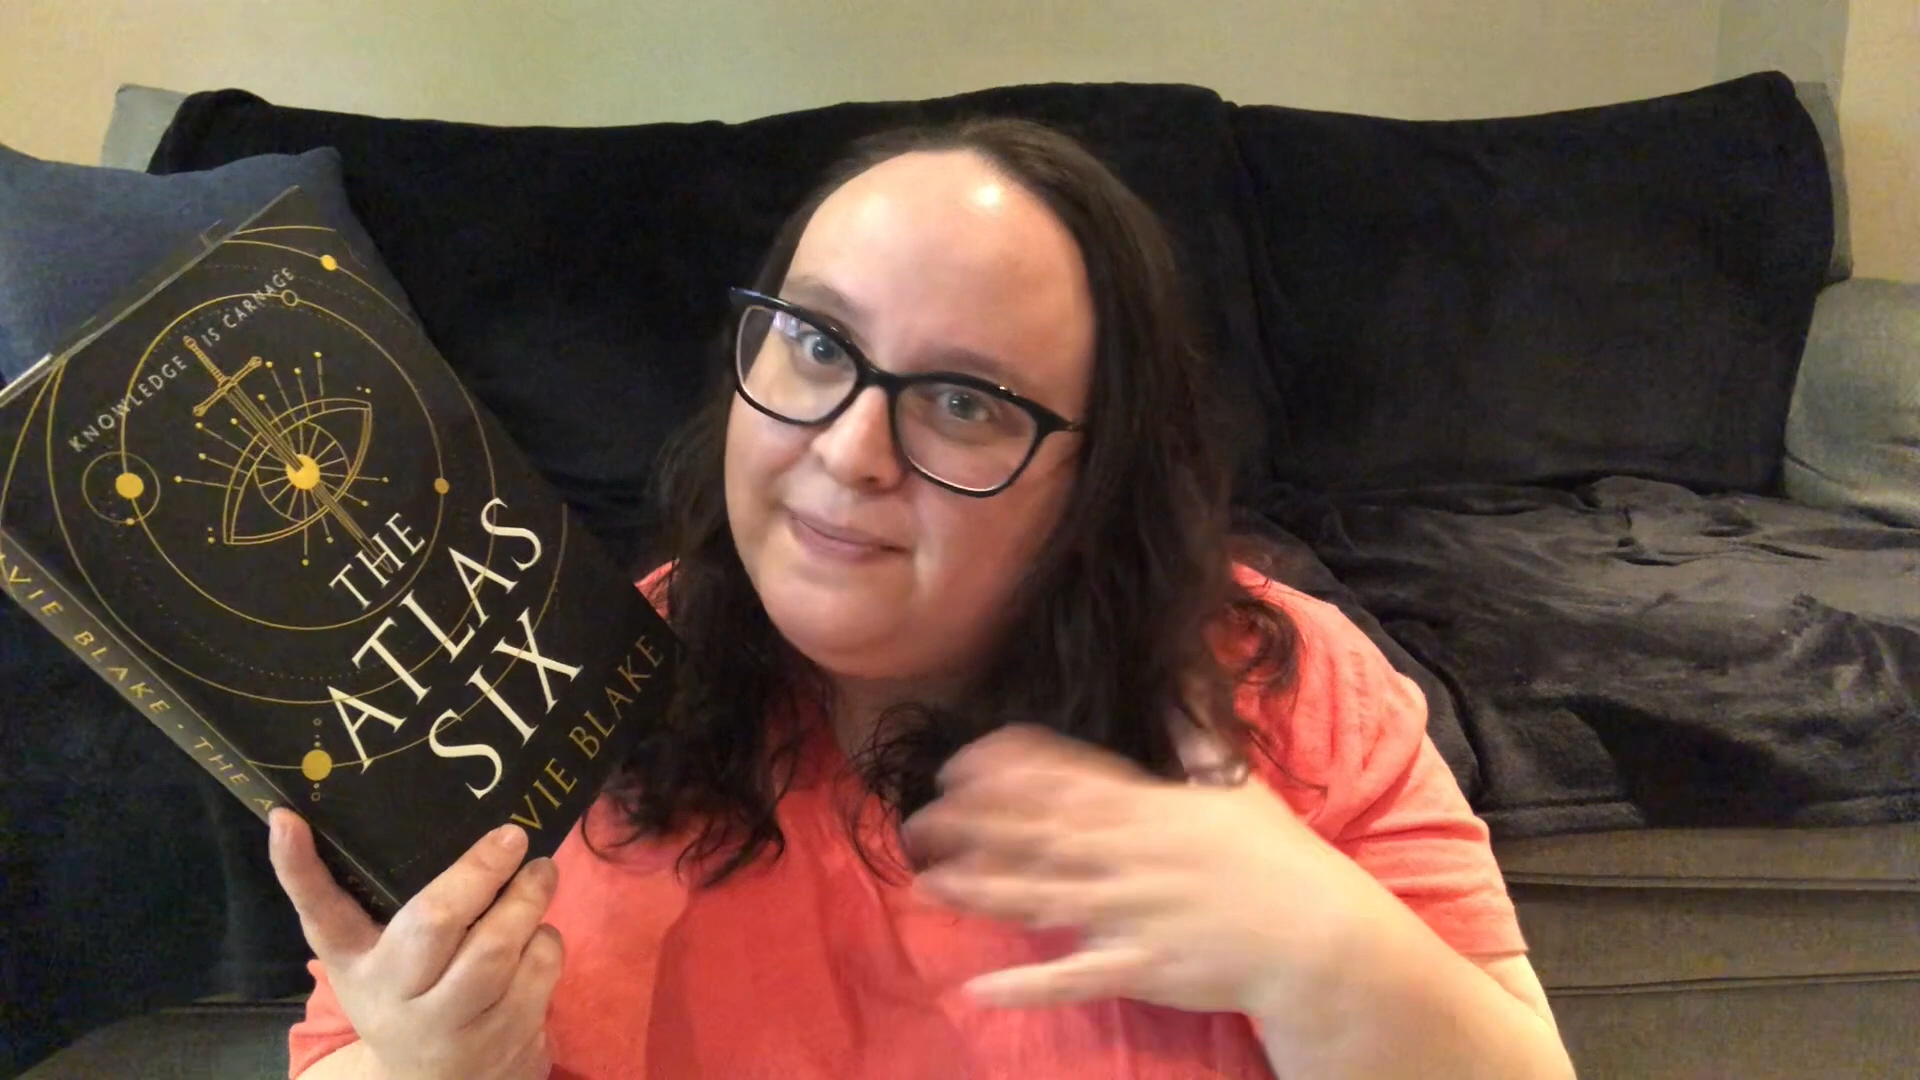 KNOWLEDGE IS CARNAGE
THE
ATLAS
SIX
VIE BLAKE
VIE BLAKE · THE A